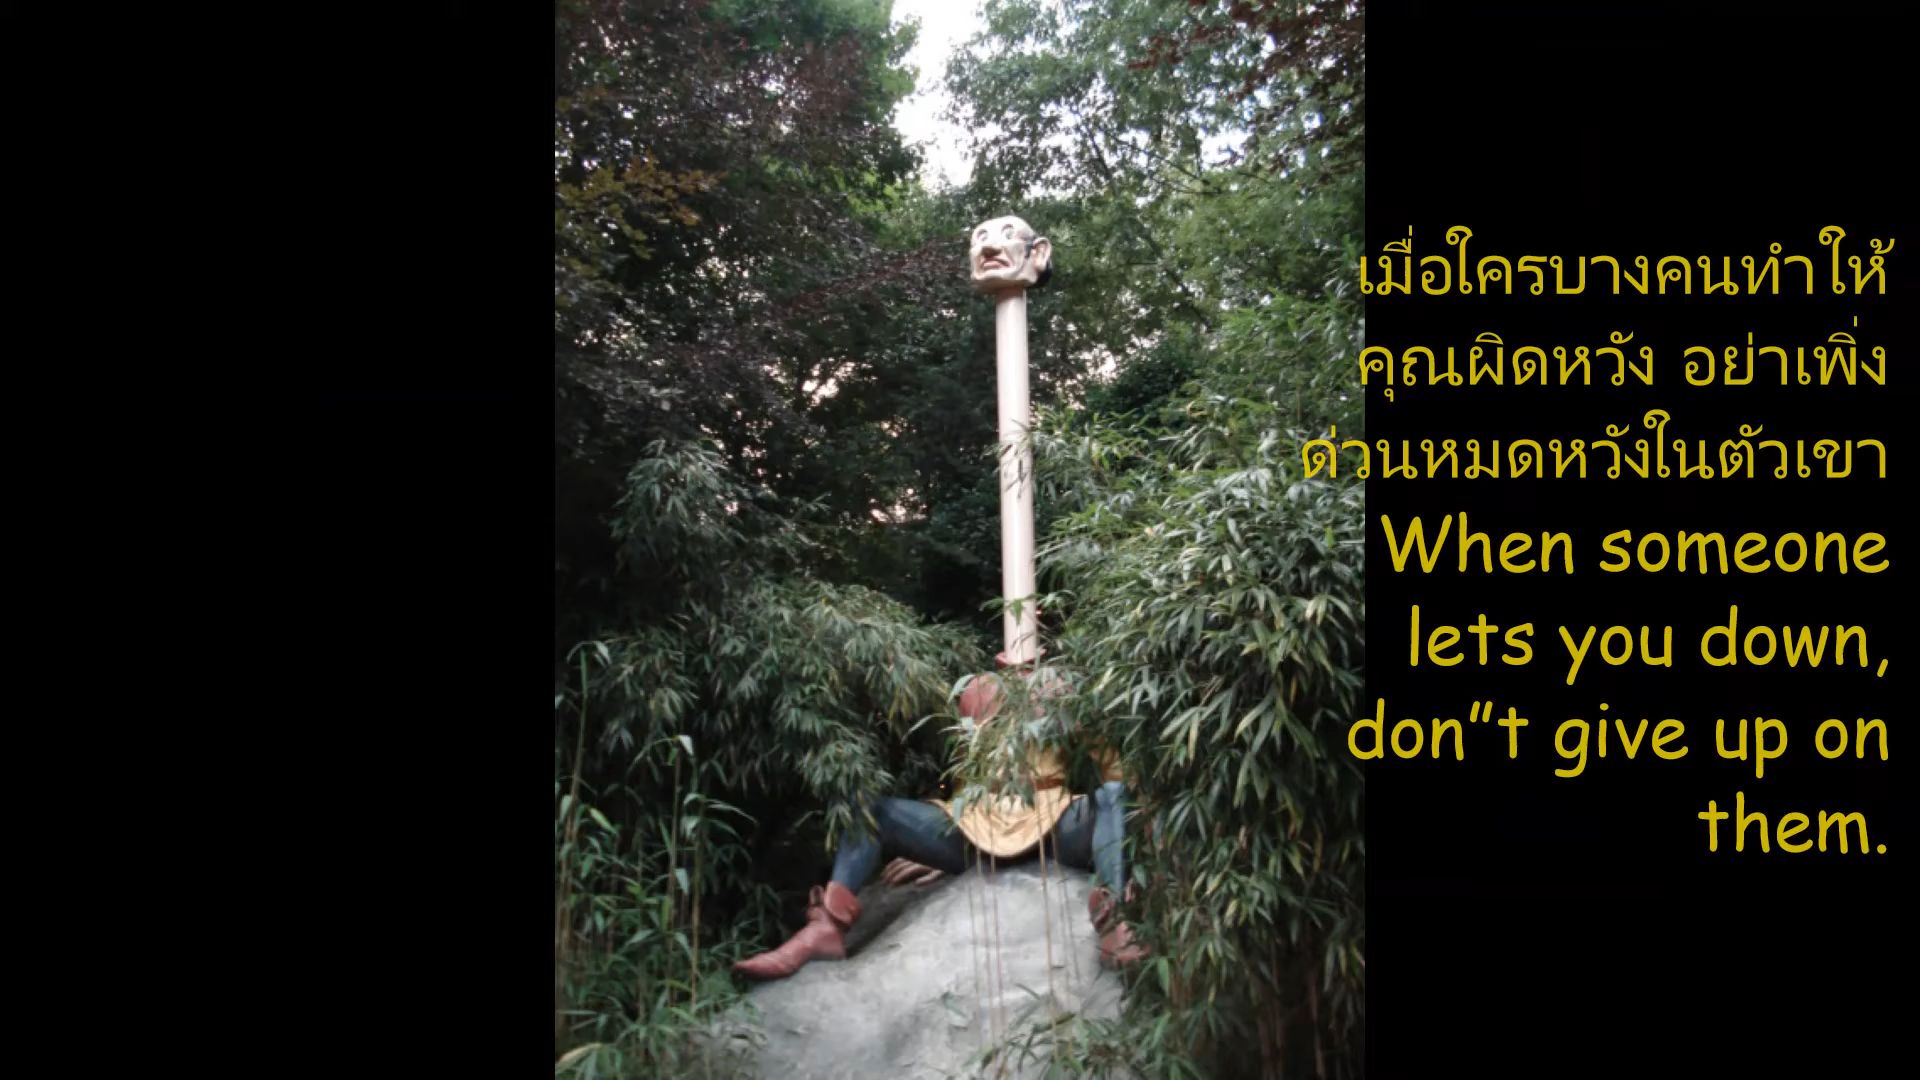 เมื่อใครบางคนทำให้
คุณผิดหวัง อย่าเพิ่ง
ด่วนหมดหวังในตัวเขา
When someone
lets you down,
don”t give up on
them.